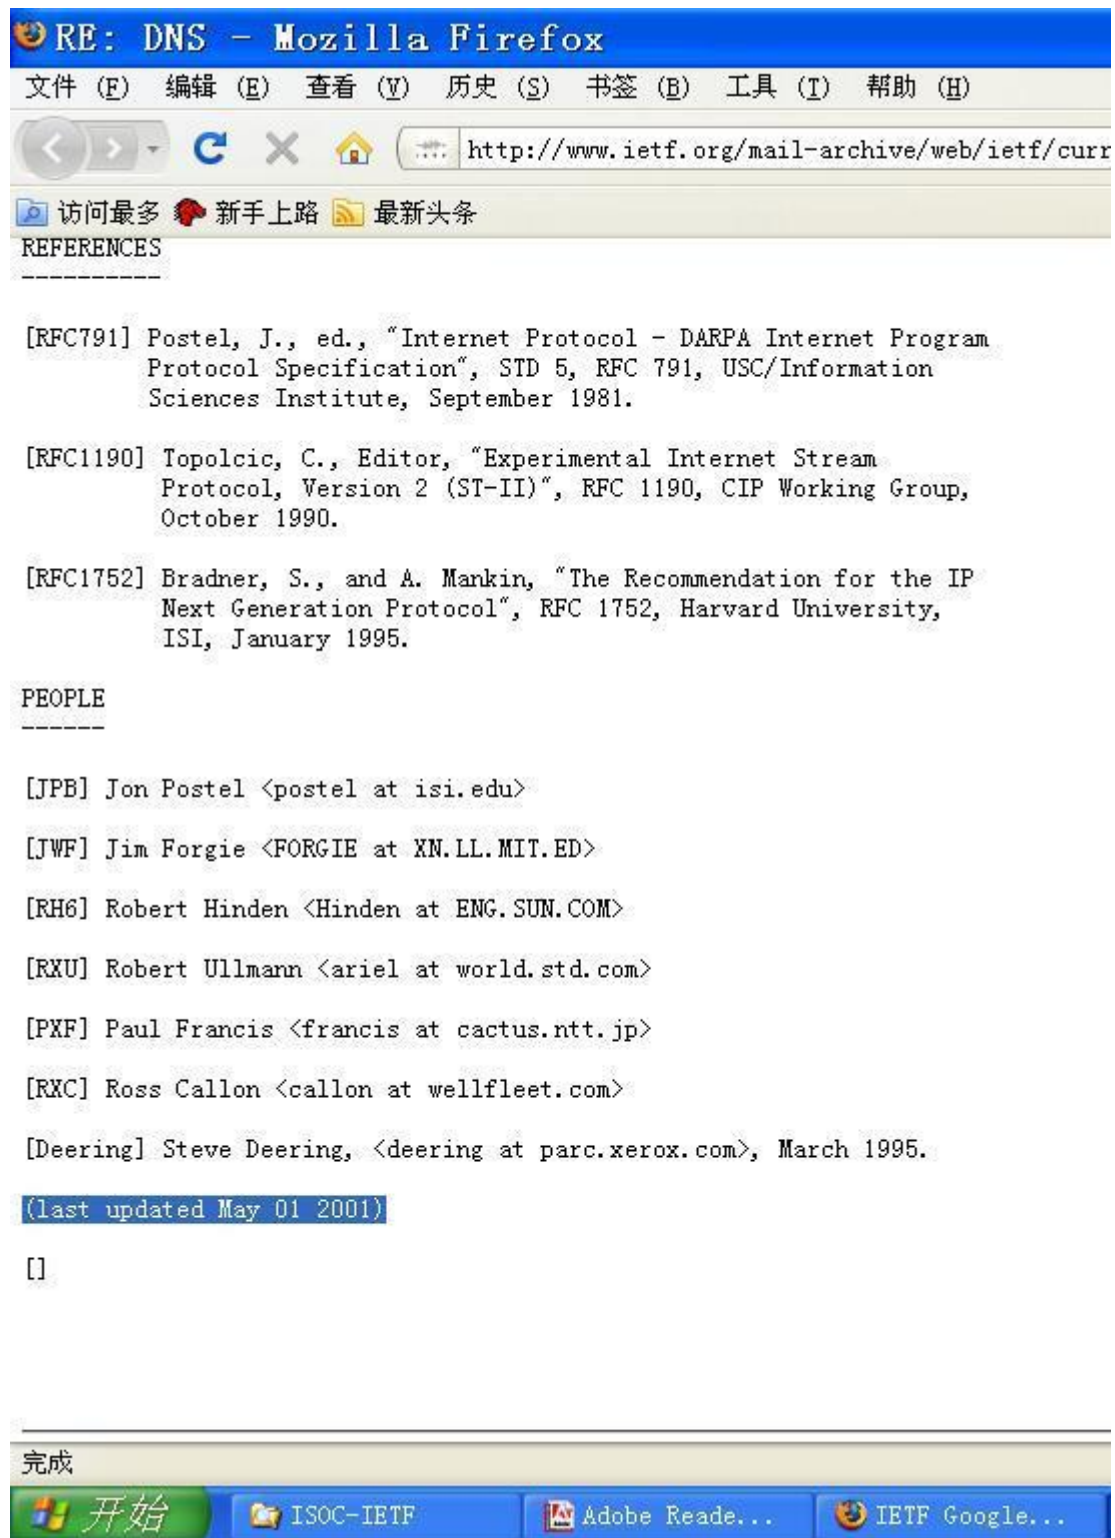 RE: DNS - Mozilla Firefox
文件 (F) 编辑 (E) 查看 (V) 历史 (S) 书签 (B) 工具 (T) 帮助 (H)
http://www.ietf.org/mail-archive/web/ietf/curr
访问最多 新手上路 最新头条
REFERENCES
----------
[RFC791] Postel, J., ed., "Internet Protocol - DARPA Internet Program
Protocol Specification", STD 5, RFC 791, USC/Information
Sciences Institute, September 1981.
[RFC1190] Topolcic, C., Editor, "Experimental Internet Stream
Protocol, Version 2 (ST-II)", RFC 1190, CIP Working Group,
October 1990.
[RFC1752] Bradner, S., and A. Mankin, "The Recommendation for the IP
Next Generation Protocol", RFC 1752, Harvard University,
ISI, January 1995.
PEOPLE
------
[JPB] Jon Postel <postel at isi.edu>
[JWF] Jim Forgie <FORGIE at XN.LL.MIT.ED>
[RH6] Robert Hinden <Hinden at ENG.SUN.COM>
[RXU] Robert Ullmann <ariel at world.std.com>
[PXF] Paul Francis <francis at cactus.ntt.jp>
[RXC] Ross Callon <callon at wellfleet.com>
[Deering] Steve Deering, <deering at parc.xerox.com>, March 1995.
(last updated May 01 2001)
[]
完成
开始 ISOC-IETF Adobe Reade... IETF Google...